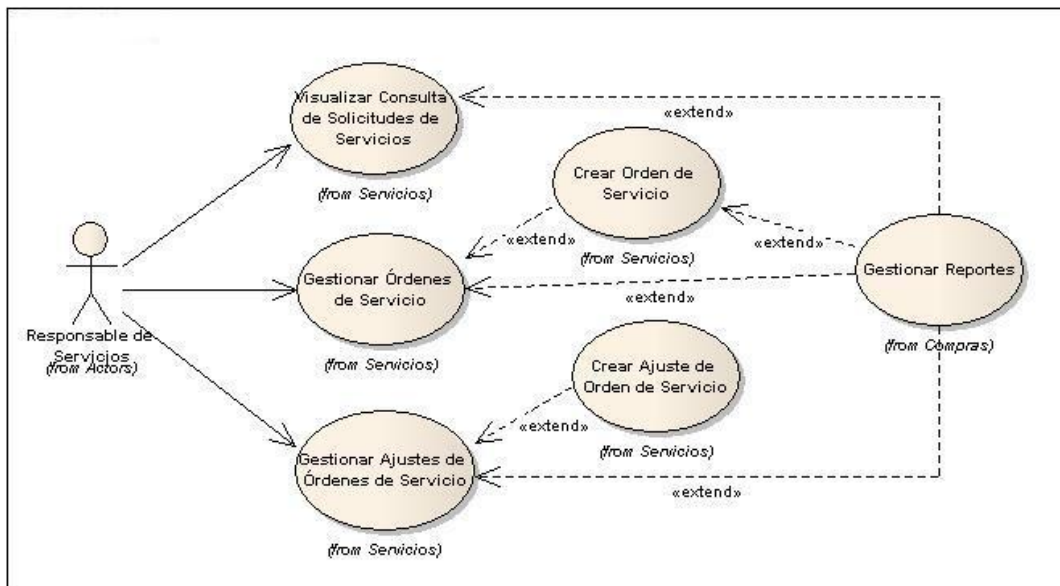 Visualizar Consulta
de Solicitudes de
Servicios
(from Servicios)
«extend»
Crear Orden de
Servicio
(from Servicios)
«extend»
«extend»
Gestionar Órdenes
de Servicio
(from Servicios)
«extend»
Gestionar Reportes
(from Compras)
Responsable de
Servicios
(from Actors)
Crear Ajuste de
Orden de Servicio
(from Servicios)
«extend»
Gestionar Ajustes de
Órdenes de Servicio
(from Servicios)
«extend»